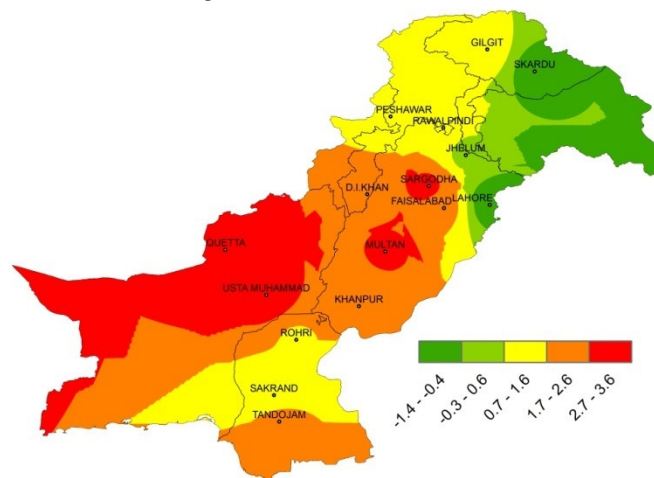 GILGIT
SKARDU
PESHAWAR
RAWALPINDI
JHELUM
SARGODHA
D.I.KHAN
FAISALABAD
LAHORE
QUETTA
MULTAN
USTA MUHAMMAD
KHANPUR
ROHRI
SAKRAND
TANDOJAM
-1.4 - -0.4
-0.3 - 0.6
0.7 - 1.6
1.7 - 2.6
2.7 - 3.6